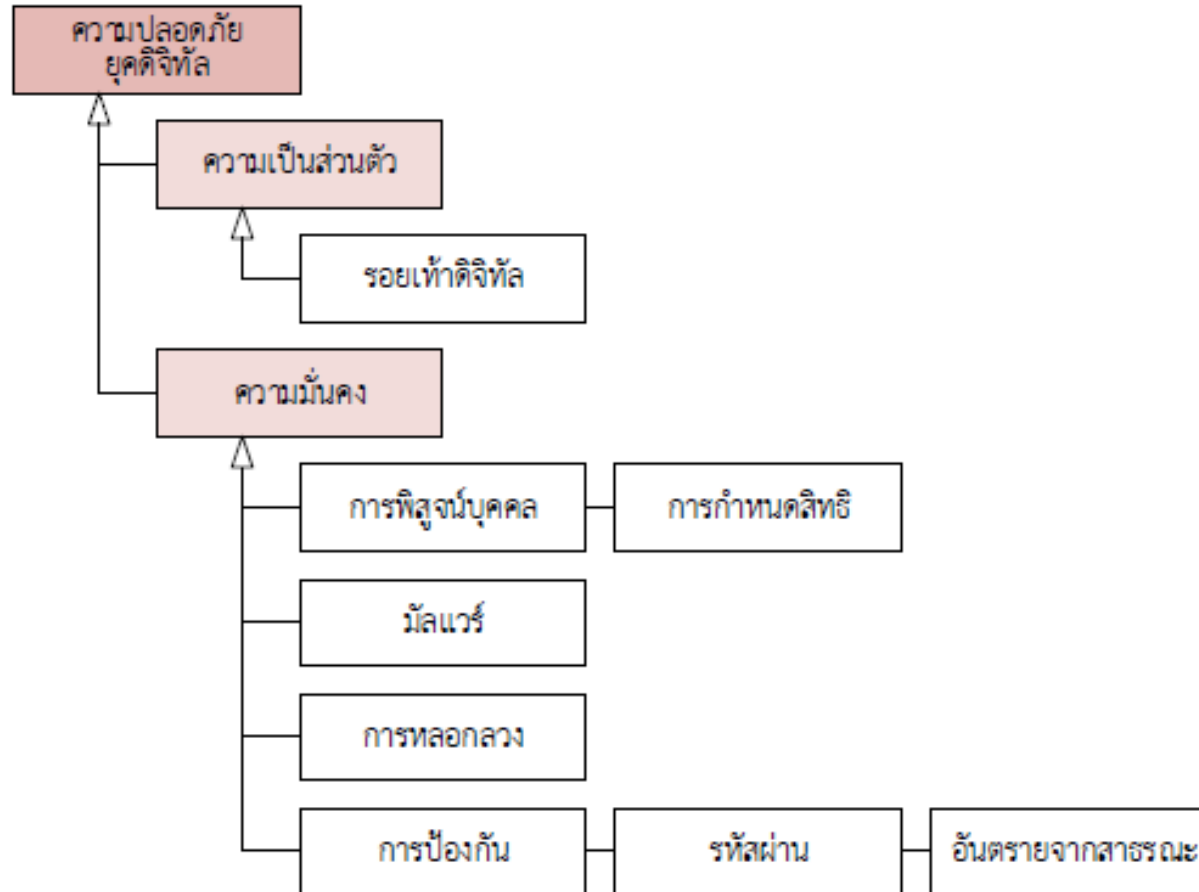 ความปลอดภัย
ยุคดิจิทัล
ความเป็นส่วนตัว
รอยเท้าดิจิทัล
ความมั่นคง
การพิสูจน์บุคคล
การกำหนดสิทธิ
มัลแวร์
การหลอกลวง
การป้องกัน
รหัสผ่าน
อันตรายจากสาธรณะ